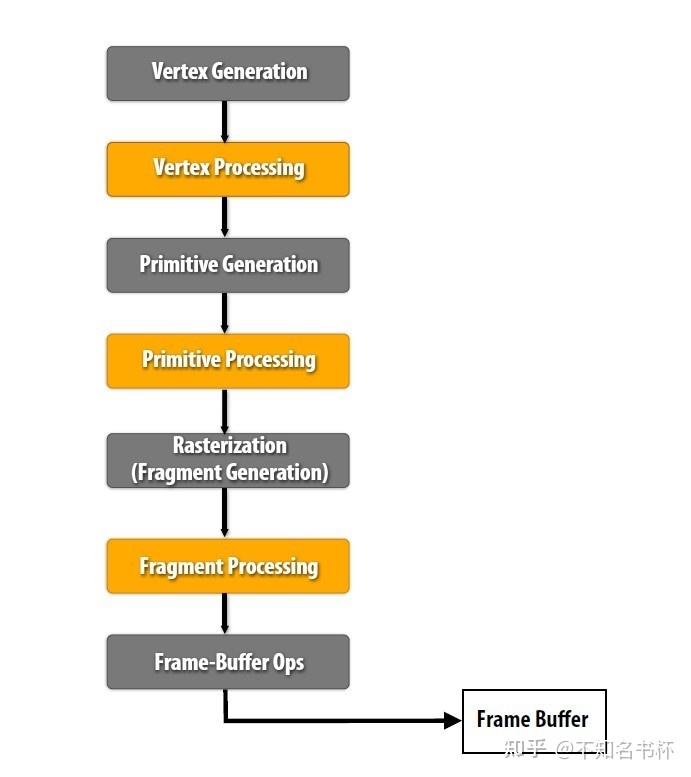 Vertex Generation
Vertex Processing
Primitive Generation
Primitive Processing
Rasterization
(Fragment Generation)
Fragment Processing
Frame-Buffer Ops
Frame Buffer
知乎 @不知名书杯